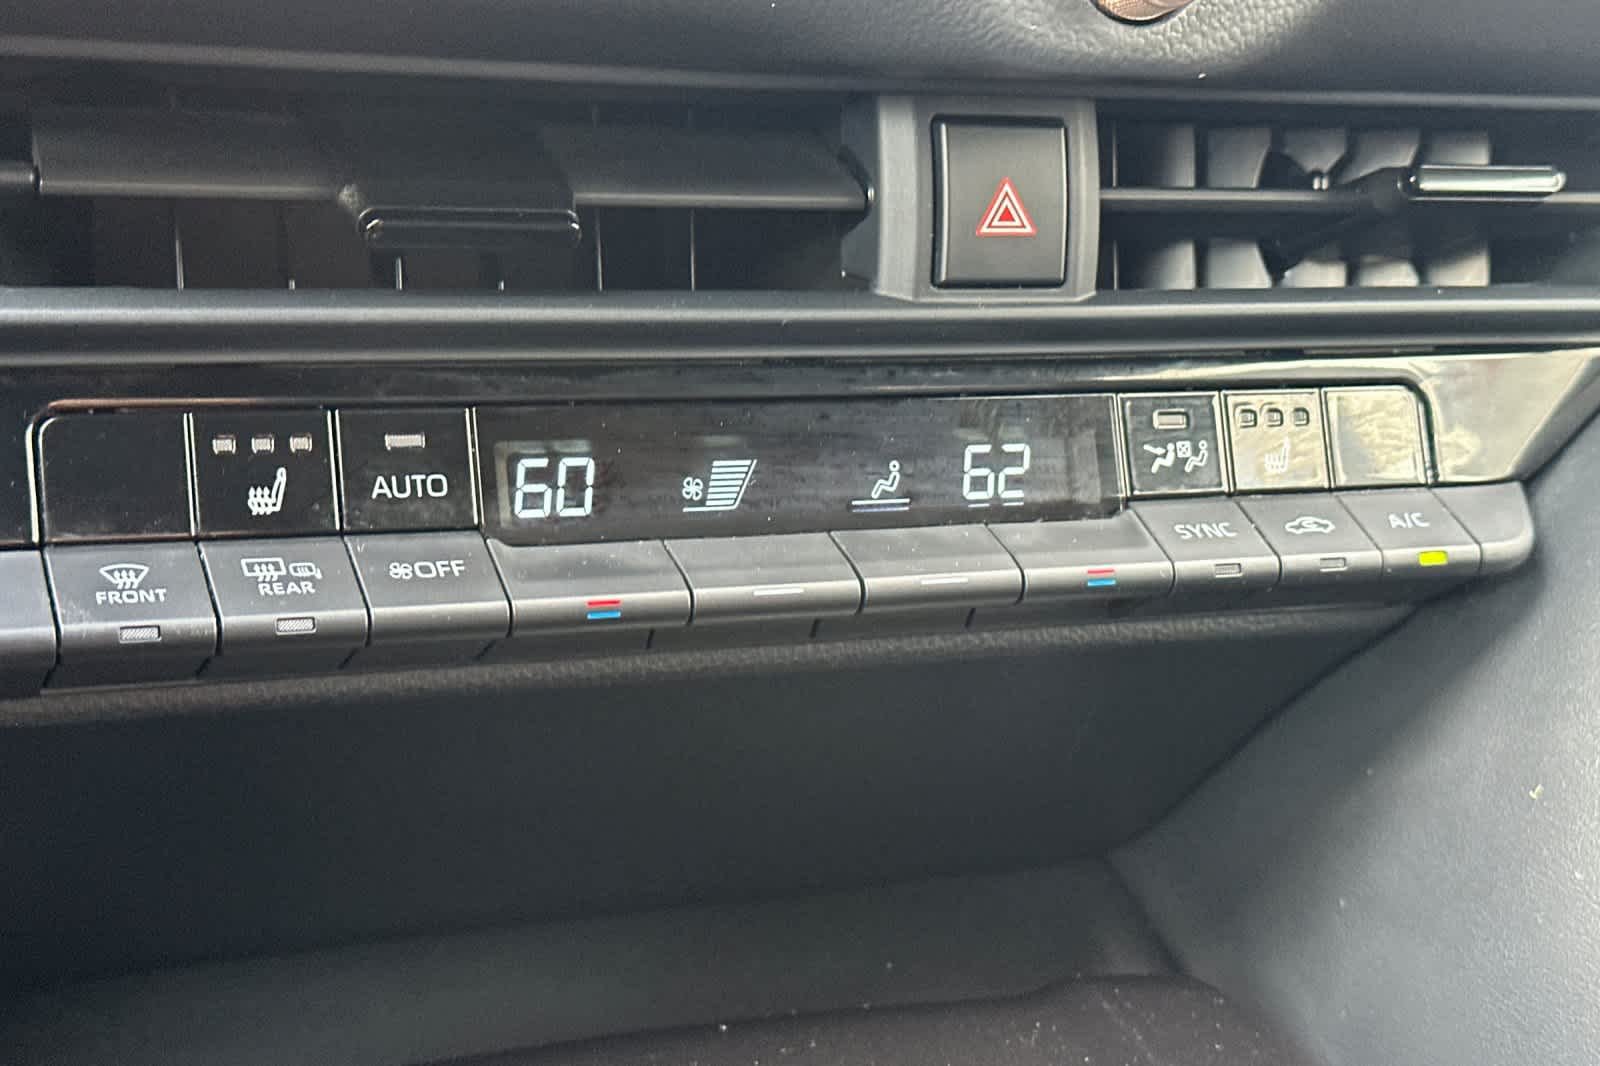 AUTO
60
62
FRONT
REAR
OFF
SYNC
A/C